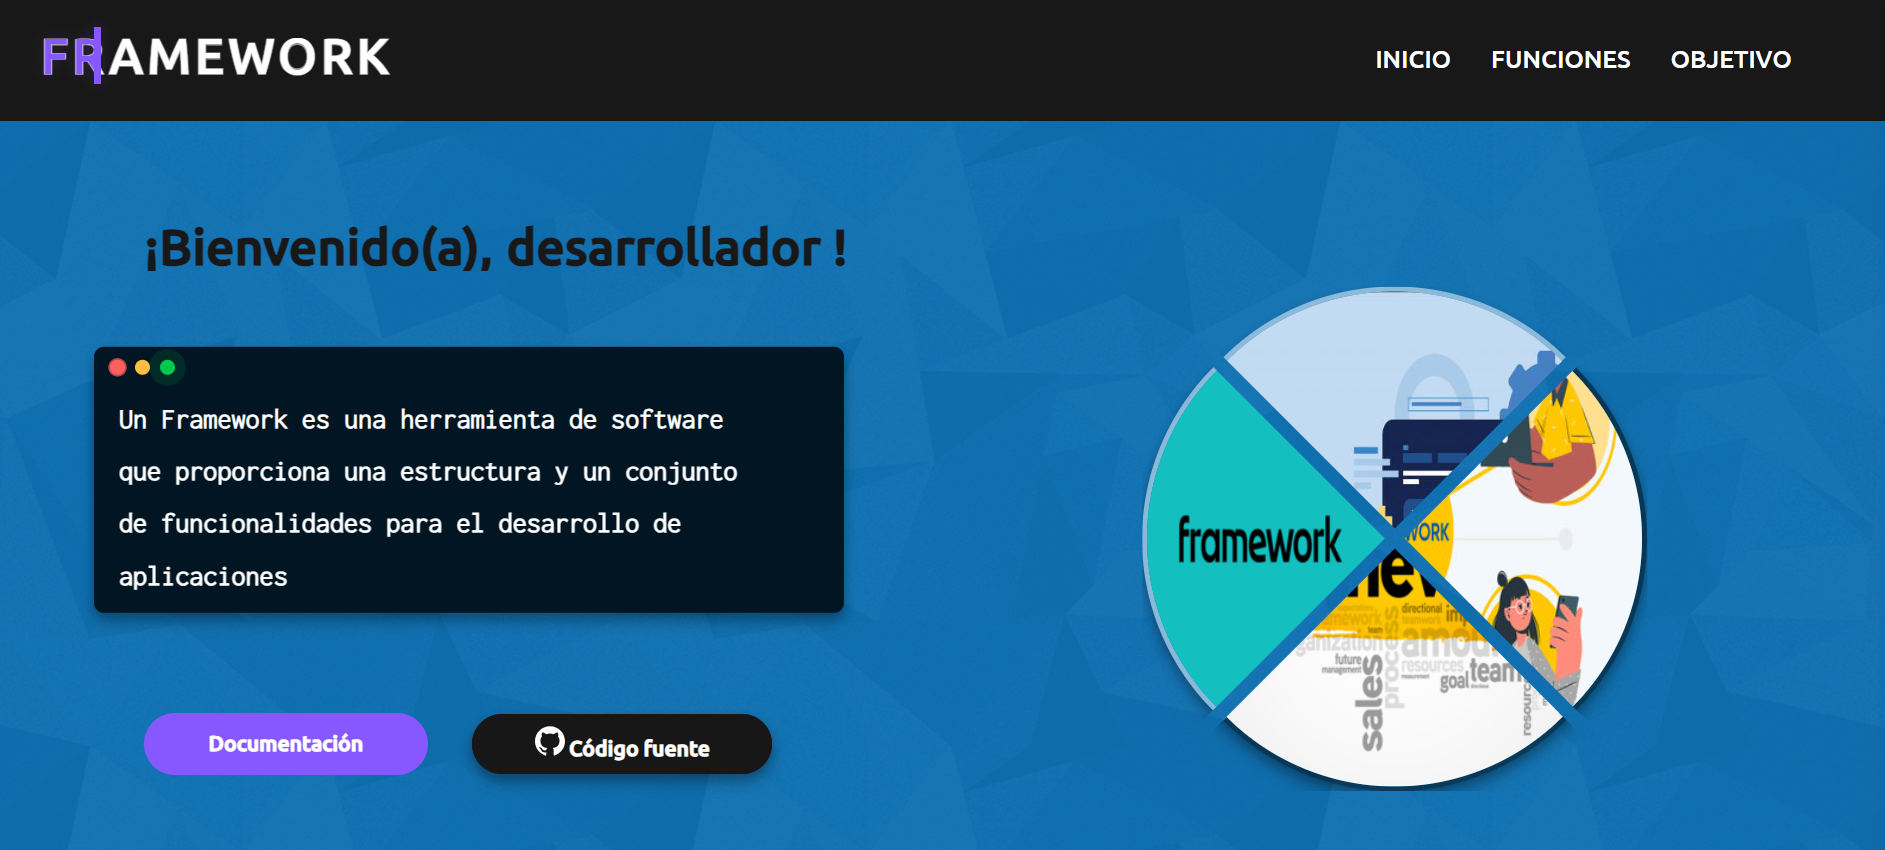 FRAMEWORK
INICIO FUNCIONES OBJETIVO
¡Bienvenido(a), desarrollador !
Un Framework es una herramienta de software
que proporciona una estructura y un conjunto
de funcionalidades para el desarrollo de
aplicaciones
Documentación
Código fuente
framework
WORK
directional
teamwork
team
future
management
resources
goal
team
process
sales